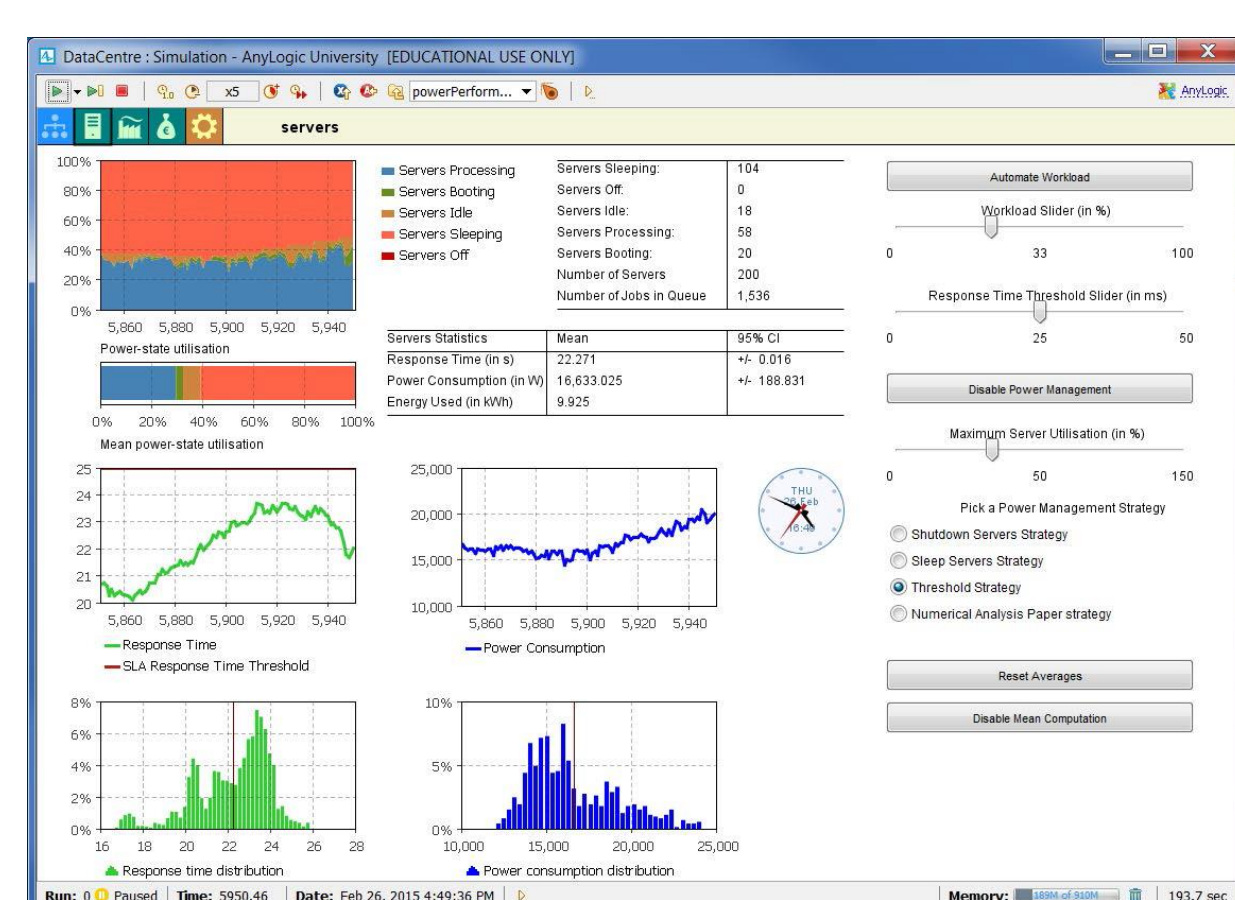 DataCentre : Simulation - AnyLogic University [EDUCATIONAL USE ONLY]
x5 powerPerform... AnyLogic
servers
100%
80%
60%
40%
20%
0%
5,860 5,880 5,900 5,920 5,940
Power-state utilisation
0% 20% 40% 60% 80% 100%
Mean power-state utilisation
Servers Processing
Servers Booting
Servers Idle
Servers Sleeping
Servers Off
Servers Sleeping: 104
Servers Off: 0
Servers Idle: 18
Servers Processing: 58
Servers Booting: 20
Number of Servers 200
Number of Jobs in Queue 1,536
Servers Statistics Mean 95% CI
Response Time (in s) 22.271 +/- 0.016
Power Consumption (in W) 16,633.025 +/- 188.831
Energy Used (in kWh) 9.925
25
24
23
22
21
20
5,860 5,880 5,900 5,920 5,940
Response Time
SLA Response Time Threshold
25,000
20,000
15,000
10,000
5,860 5,880 5,900 5,920 5,940
Power Consumption
THU
26 Feb
16:49
8%
6%
4%
2%
0%
16 18 20 22 24 26 28
Response time distribution
10%
5%
0%
10,000 15,000 20,000 25,000
Power consumption distribution
Automate Workload
Workload Slider (in %)
0 33 100
Response Time Threshold Slider (in ms)
0 25 50
Disable Power Management
Maximum Server Utilisation (in %)
0 50 150
Pick a Power Management Strategy
Shutdown Servers Strategy
Sleep Servers Strategy
Threshold Strategy
Numerical Analysis Paper strategy
Reset Averages
Disable Mean Computation
Run: 0 Paused Time: 5950.46 Date: Feb 26, 2015 4:49:36 PM Memory: 189M of 910M 193.7 sec